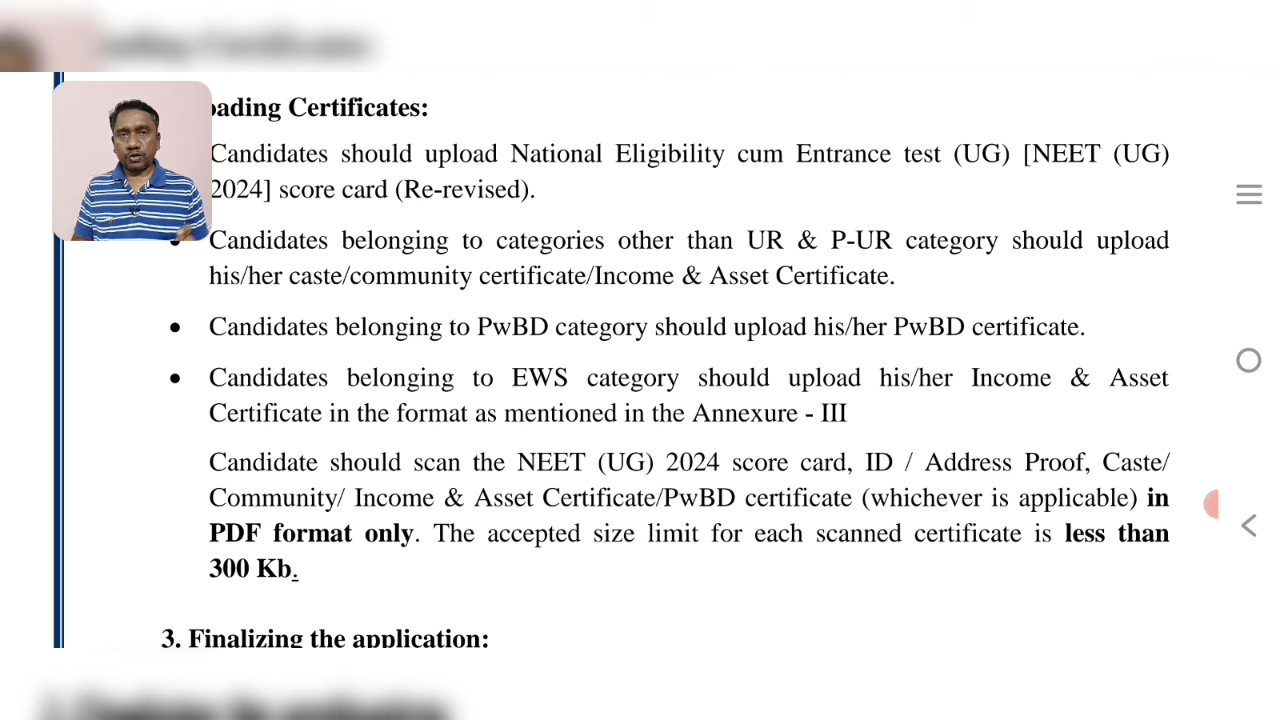 oading Certificates:
Candidates should upload National Eligibility cum Entrance test (UG) [NEET (UG)
2024] score card (Re-revised).
• Candidates belonging to categories other than UR & P-UR category should upload
his/her caste/community certificate/Income & Asset Certificate.
• Candidates belonging to PwBD category should upload his/her PwBD certificate.
• Candidates belonging to EWS category should upload his/her Income & Asset
Certificate in the format as mentioned in the Annexure - III
Candidate should scan the NEET (UG) 2024 score card, ID / Address Proof, Caste/
Community/ Income & Asset Certificate/PwBD certificate (whichever is applicable) in
PDF format only. The accepted size limit for each scanned certificate is less than
300 Kb.
3. Finalizing the application: